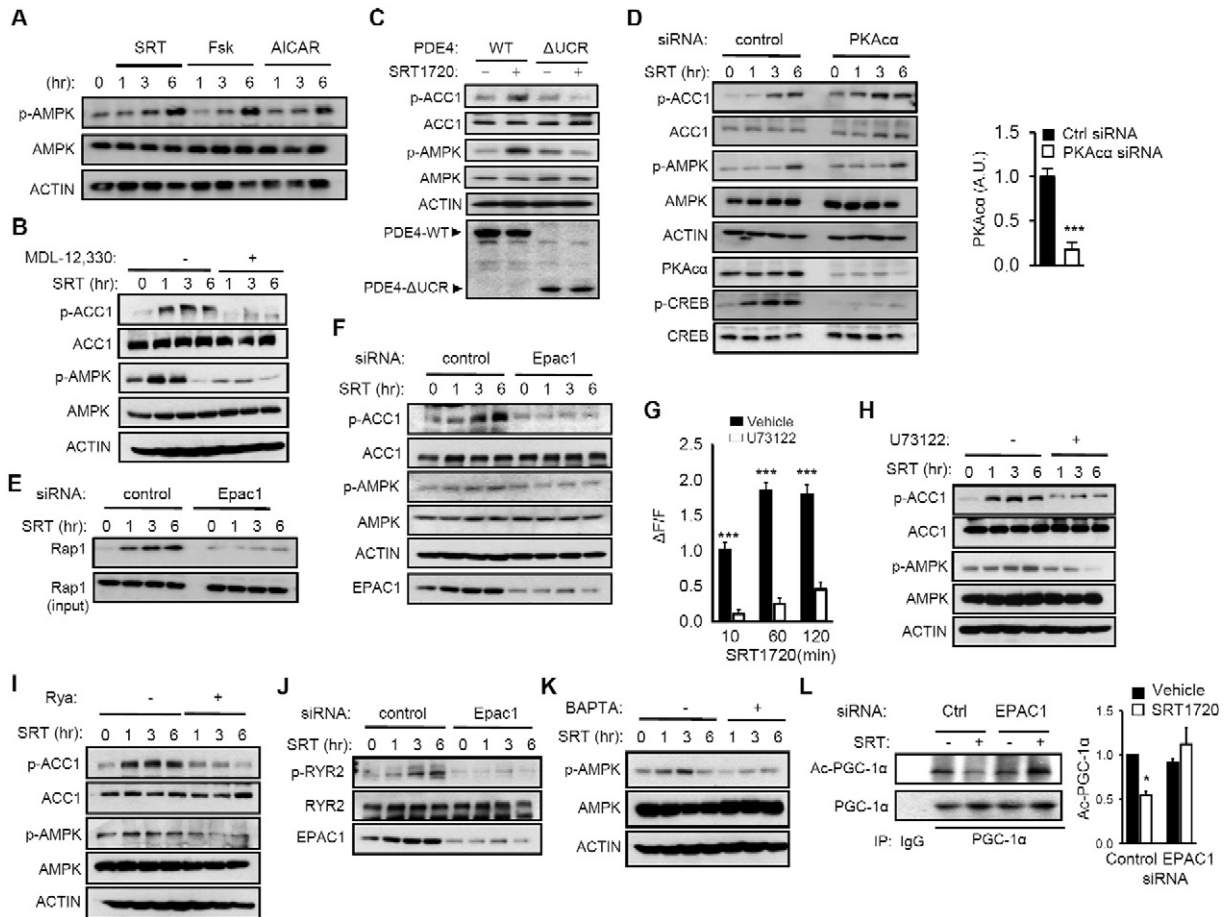 A
SRT Fsk AICAR
(hr): 0 1 3 6 1 3 6 1 3 6
p-AMPK
AMPK
ACTIN
B
MDL-12,330: - +
SRT (hr): 0 1 3 6 1 3 6
p-ACC1
ACC1
p-AMPK
AMPK
ACTIN
C
PDE4: WT ΔUCR
SRT1720: - + - +
p-ACC1
ACC1
p-AMPK
AMPK
ACTIN
PDE4-WT
PDE4-ΔUCR
D
siRNA: control PKAcα
SRT (hr): 0 1 3 6 0 1 3 6
p-ACC1
ACC1
p-AMPK
AMPK
ACTIN
PKAcα
p-CREB
CREB
Ctrl siRNA
PKAcα siRNA
PKAcα (A.U.)
1.5
1.0
0.5
0.0
***
E
siRNA: control Epac1
SRT (hr): 0 1 3 6 0 1 3 6
Rap1
Rap1
(input)
F
siRNA: control Epac1
SRT (hr): 0 1 3 6 0 1 3 6
p-ACC1
ACC1
p-AMPK
AMPK
ACTIN
EPAC1
G
Vehicle
U73122
ΔF/F
2.5
2.0
1.5
1.0
0.5
0.0
*** *** ***
10 60 120
SRT1720(min)
H
U73122: - +
SRT (hr): 0 1 3 6 1 3 6
p-ACC1
ACC1
p-AMPK
AMPK
ACTIN
I
Rya: - +
SRT (hr): 0 1 3 6 1 3 6
p-ACC1
ACC1
p-AMPK
AMPK
ACTIN
J
siRNA: control Epac1
SRT (hr): 0 1 3 6 0 1 3 6
p-RYR2
RYR2
EPAC1
K
BAPTA: - +
SRT (hr): 0 1 3 6 1 3 6
p-AMPK
AMPK
ACTIN
L
siRNA: Ctrl EPAC1
SRT: - + - +
Ac-PGC-1α
PGC-1α
IP: IgG PGC-1α
Vehicle
SRT1720
Ac-PGC-1α
1.5
1.0
0.5
0.0
*
Control EPAC1
siRNA